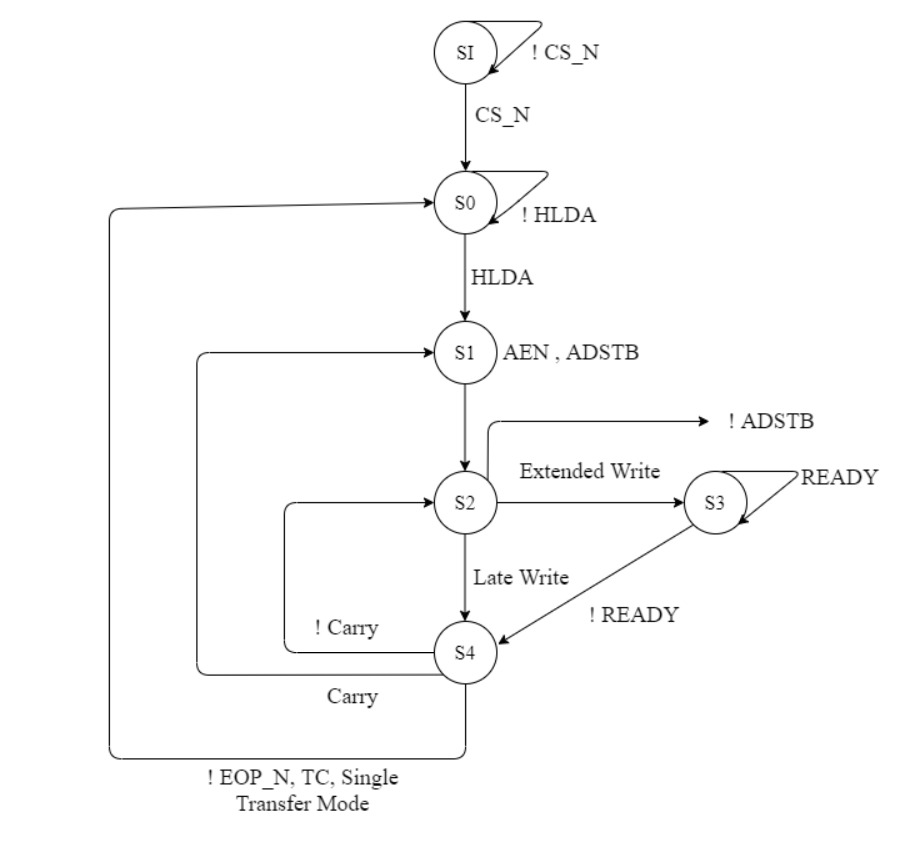 SI
! CS_N
CS_N
S0
! HLDA
HLDA
S1
AEN , ADSTB
! ADSTB
Extended Write
READY
S2
S3
Late Write
! READY
! Carry
S4
Carry
! EOP_N, TC, Single
Transfer Mode